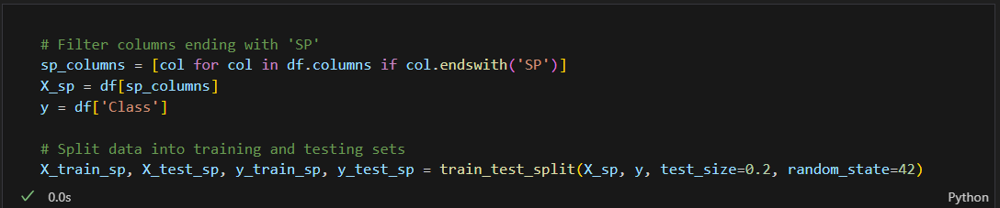 # Filter columns ending with 'SP'
sp_columns = [col for col in df.columns if col.endswith('SP')]
X_sp = df[sp_columns]
y = df['Class']
# Split data into training and testing sets
X_train_sp, X_test_sp, y_train_sp, y_test_sp = train_test_split(X_sp, y, test_size=0.2, random_state=42)
0.0s Python